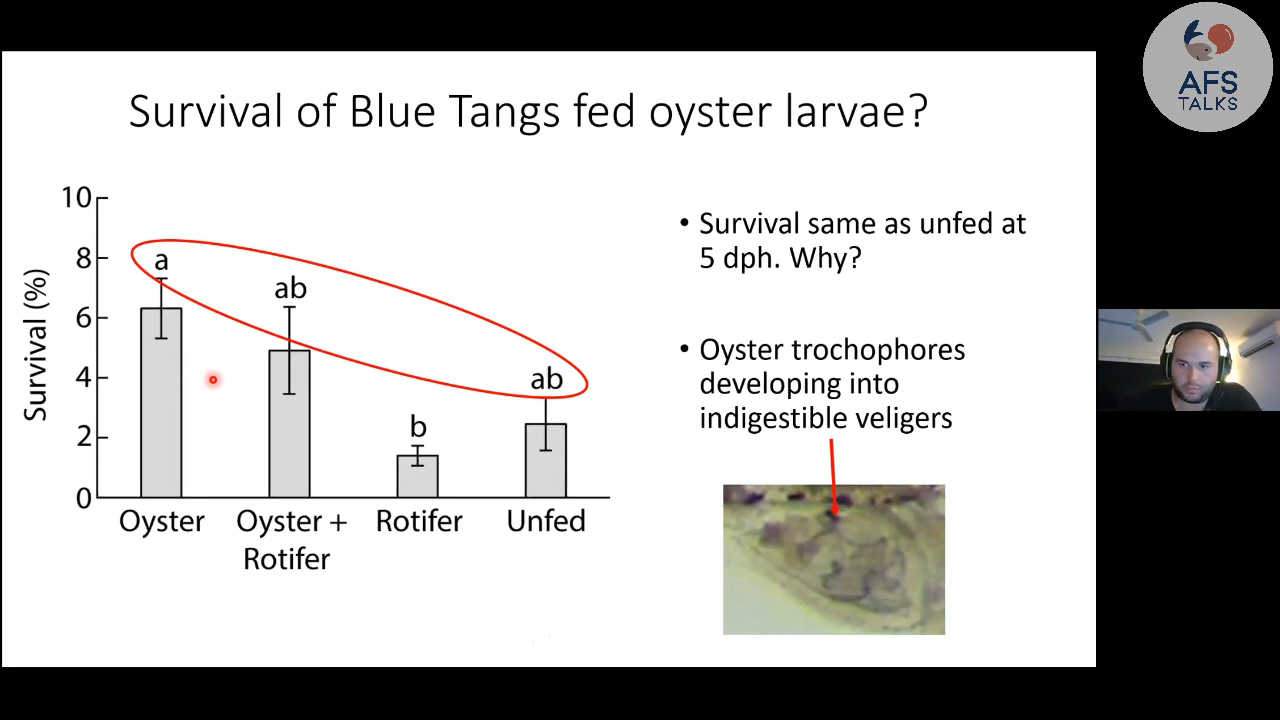 AFS
TALKS
Survival of Blue Tangs fed oyster larvae?
Survival (%)
10
8
6
4
2
0
a
ab
b
ab
Oyster
Oyster +
Rotifer
Rotifer
Unfed
• Survival same as unfed at
5 dph. Why?
• Oyster trochophores
developing into
indigestible veligers